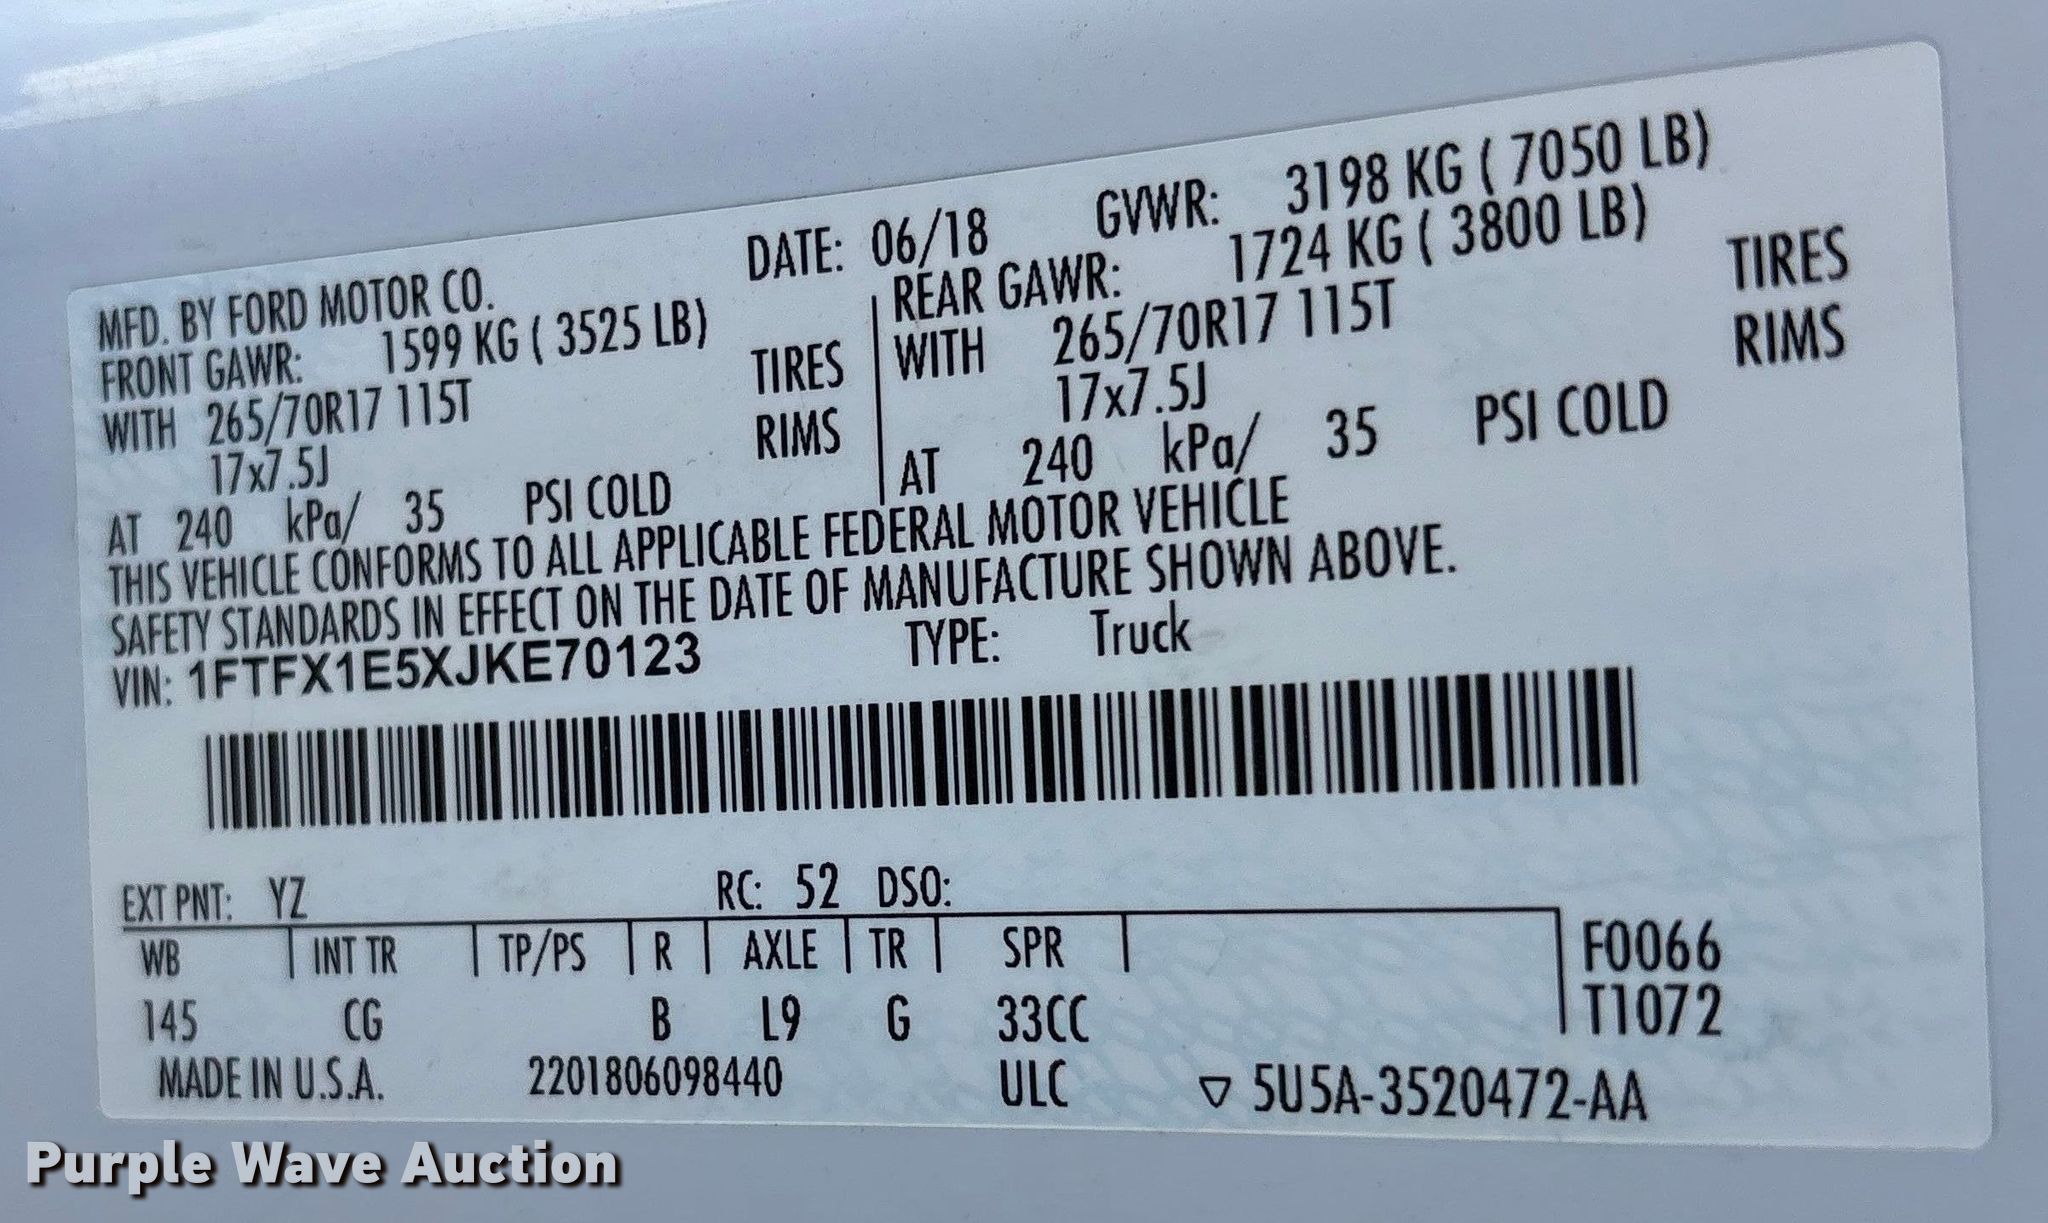 MFD. BY FORD MOTOR CO. DATE: 06/18 GVWR: 3198 KG ( 7050 LB)
FRONT GAWR: 1599 KG ( 3525 LB) REAR GAWR: 1724 KG ( 3800 LB)
WITH 265/70R17 115T TIRES WITH 265/70R17 115T TIRES
17x7.5J RIMS 17x7.5J RIMS
AT 240 kPa/ 35 PSI COLD AT 240 kPa/ 35 PSI COLD
THIS VEHICLE CONFORMS TO ALL APPLICABLE FEDERAL MOTOR VEHICLE
SAFETY STANDARDS IN EFFECT ON THE DATE OF MANUFACTURE SHOWN ABOVE.
VIN: 1FTFX1E5XJKE70123 TYPE: Truck
EXT PNT: YZ RC: 52 DSO:
WB INT TR TP/PS R AXLE TR SPR F0066
145 CG B L9 G 33CC T1072
MADE IN U.S.A. 2201806098440 ULC ▽ 5U5A-3520472-AA
Purple Wave Auction